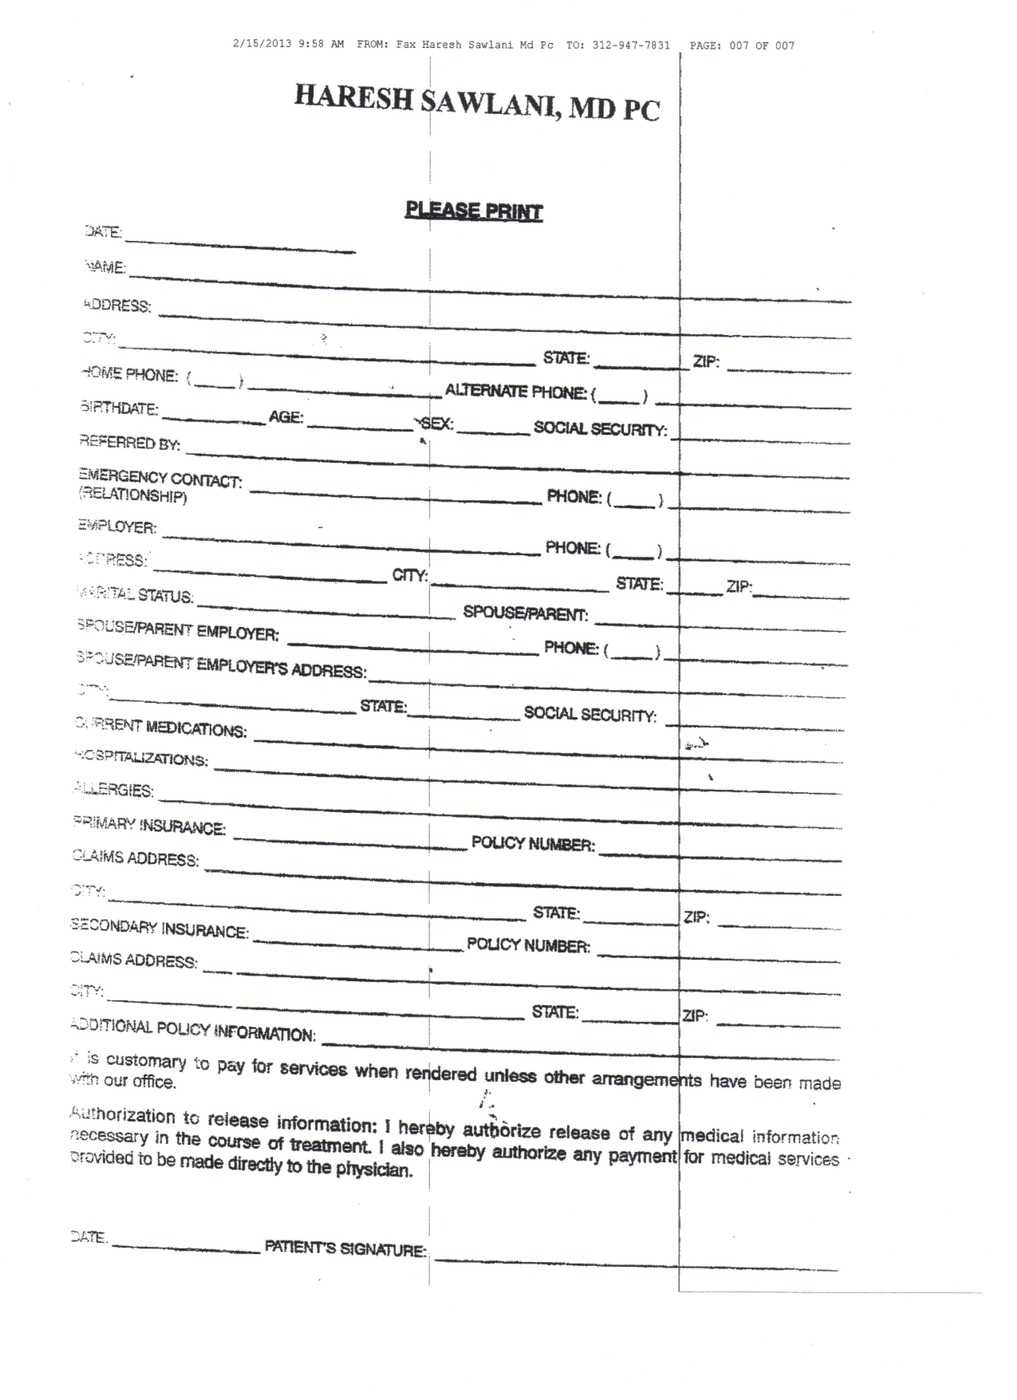 2/15/2013 9:58 AM FROM: Fax Haresh Sawlani Md Pc TO: 312-947-7831 PAGE: 007 OF 007
HARESH SAWLANI, MD PC
PLEASE PRINT
DATE:
NAME:
ADDRESS:
CITY: STATE: ZIP:
HOME PHONE: ( ) ALTERNATE PHONE: ( )
BIRTHDATE: AGE: SEX: SOCIAL SECURITY:
REFERRED BY:
EMERGENCY CONTACT: PHONE: ( )
(RELATIONSHIP)
EMPLOYER: PHONE: ( )
ADDRESS: CITY: STATE: ZIP:
MARITAL STATUS: SPOUSE/PARENT:
SPOUSE/PARENT EMPLOYER: PHONE: ( )
SPOUSE/PARENT EMPLOYER'S ADDRESS:
CITY: STATE: SOCIAL SECURITY:
CURRENT MEDICATIONS:
HOSPITALIZATIONS:
ALLERGIES:
PRIMARY INSURANCE: POLICY NUMBER:
CLAIMS ADDRESS:
CITY: STATE: ZIP:
SECONDARY INSURANCE: POLICY NUMBER:
CLAIMS ADDRESS:
CITY: STATE: ZIP:
ADDITIONAL POLICY INFORMATION:
It is customary to pay for services when rendered unless other arrangements have been made
with our office.
Authorization to release information: I hereby authorize release of any medical information
necessary in the course of treatment. I also hereby authorize any payment for medical services
provided to be made directly to the physician.
DATE: PATIENT'S SIGNATURE: